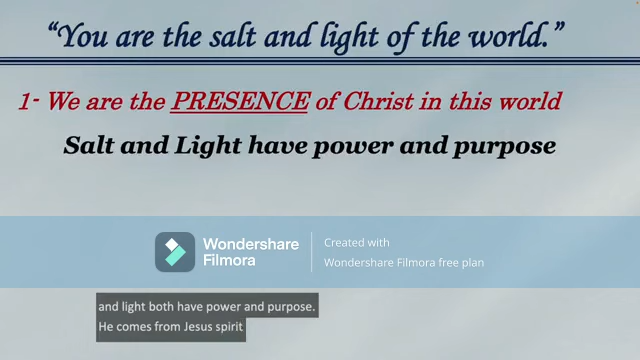 “You are the salt and light of the world.”
1- We are the PRESENCE of Christ in this world
Salt and Light have power and purpose
Wondershare
Filmora
Created with
Wondershare Filmora free plan
and light both have power and purpose.
He comes from Jesus spirit